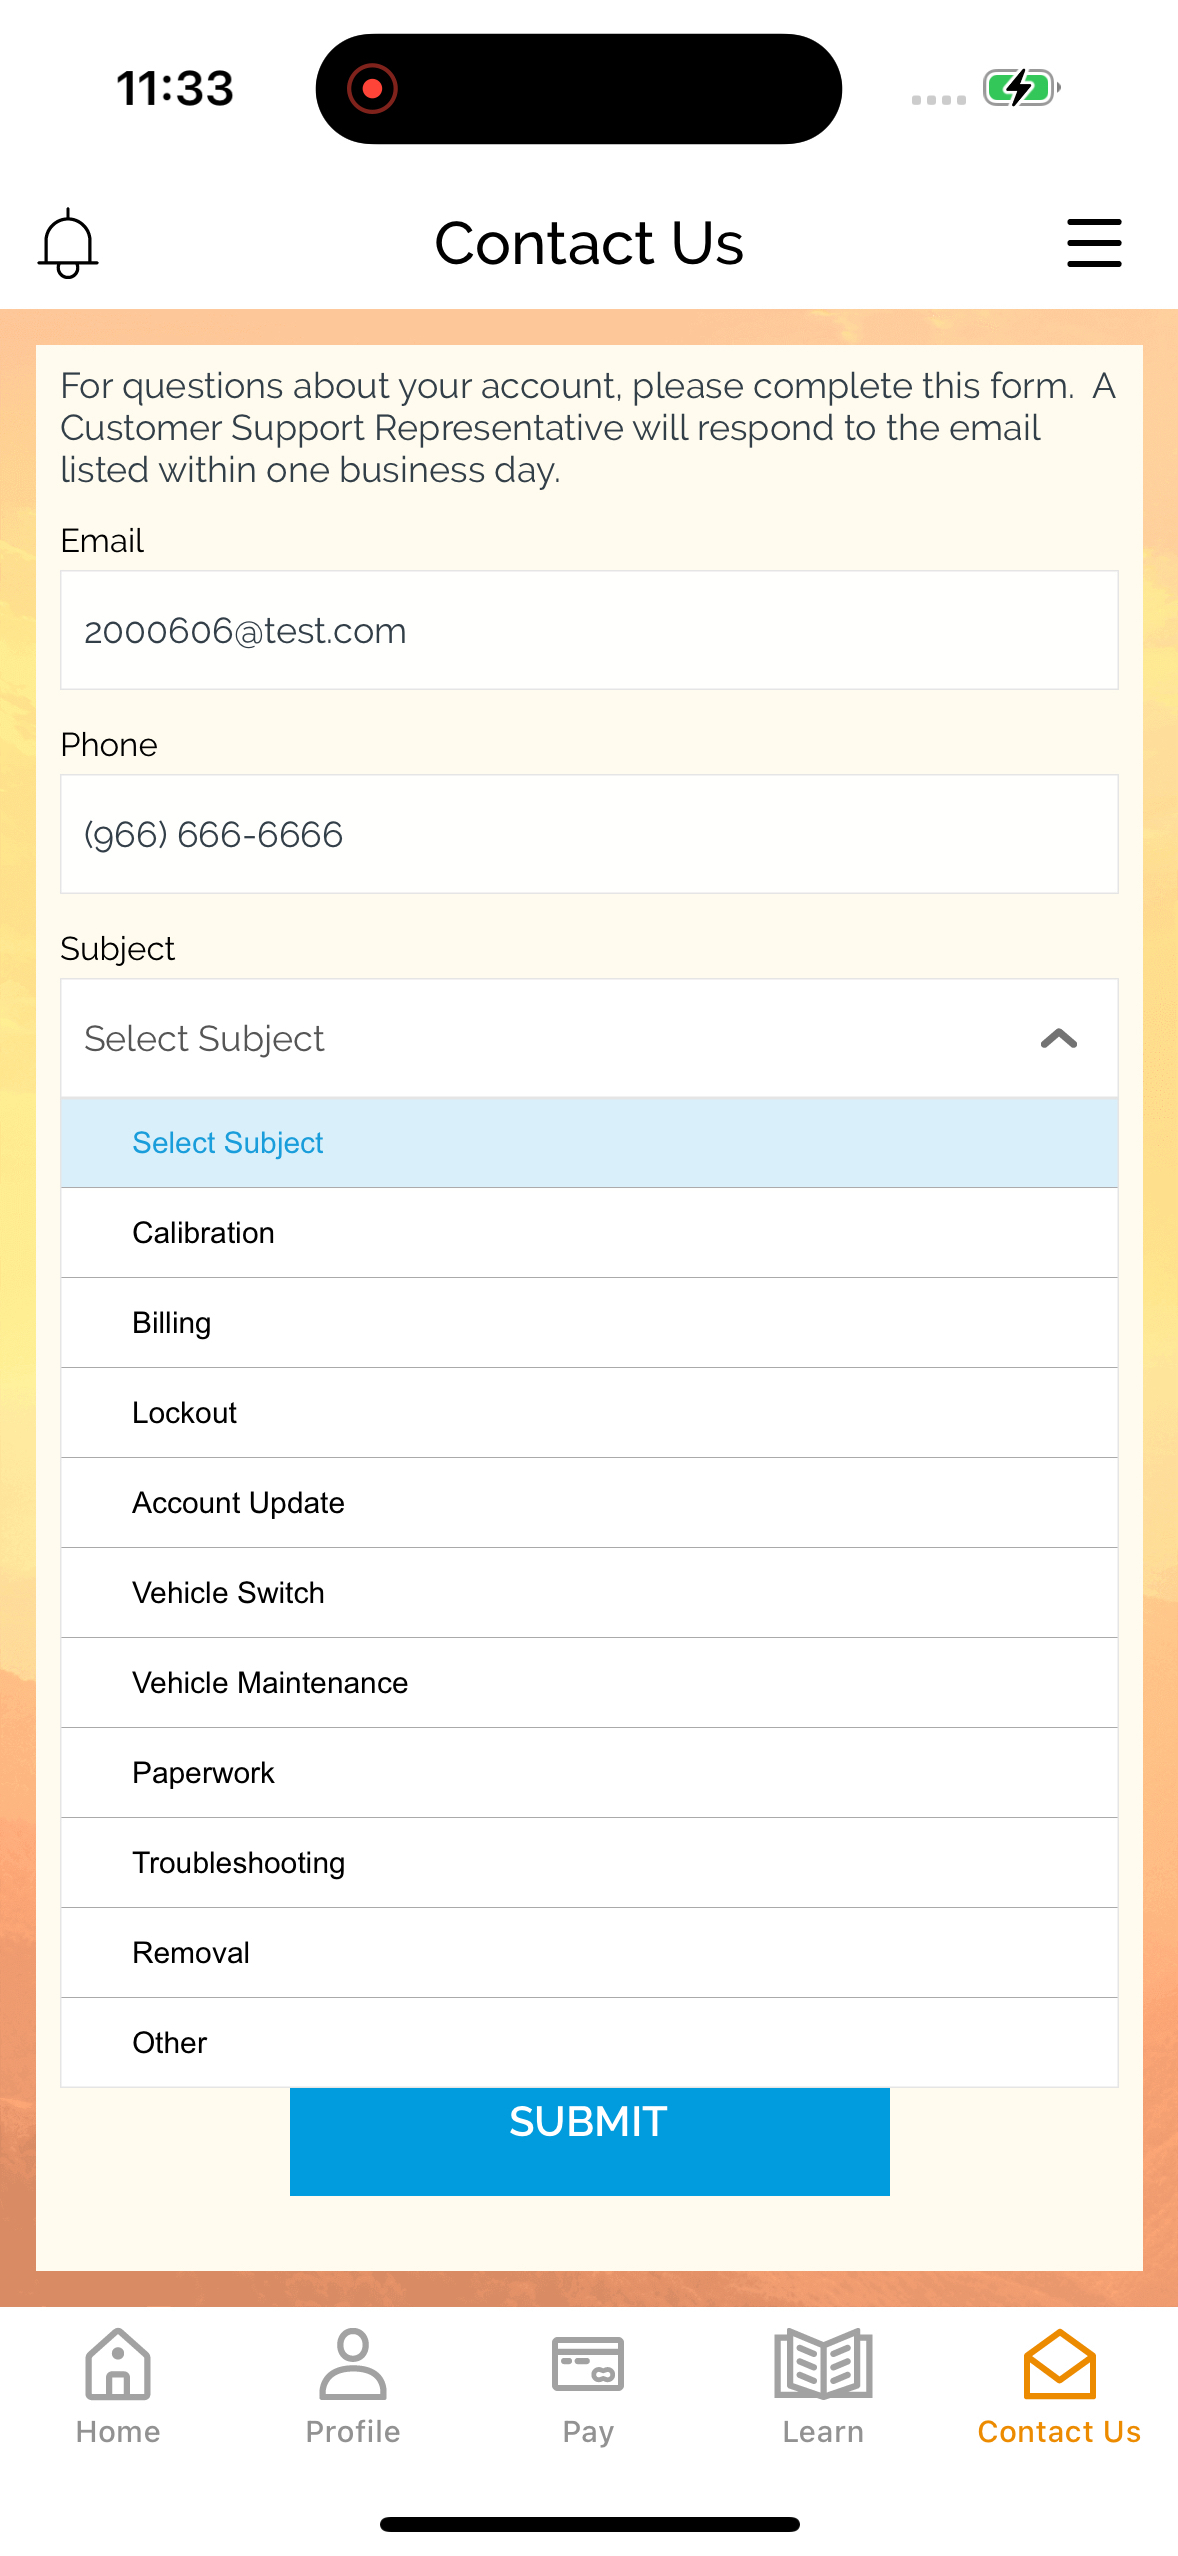 11:33
Contact Us
For questions about your account, please complete this form.  A
Customer Support Representative will respond to the email
listed within one business day.
Email
2000606@test.com
Phone
(966) 666-6666
Subject
Select Subject
Select Subject
Calibration
Billing
Lockout
Account Update
Vehicle Switch
Vehicle Maintenance
Paperwork
Troubleshooting
Removal
Other
SUBMIT
Home
Profile
Pay
Learn
Contact Us